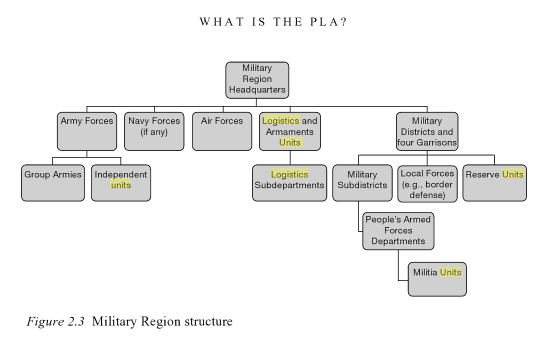 WHAT IS THE PLA?
Military
Region
Headquarters
Army Forces
Navy Forces
(if any)
Air Forces
Logistics and
Armaments
Units
Military
Districts and
four Garrisons
Group Armies
Independent
units
Logistics
Subdepartments
Military
Subdistricts
Local Forces
(e.g., border
defense)
Reserve Units
People's Armed
Forces
Departments
Militia Units
Figure 2.3 Military Region structure